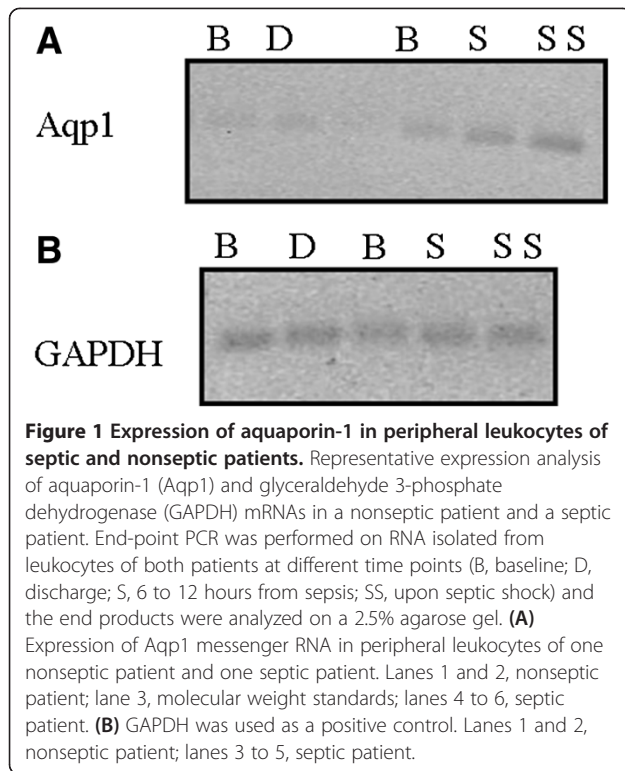 A
B D B S S S
Aqp1
B
B D B S S S
GAPDH
Figure 1 Expression of aquaporin-1 in peripheral leukocytes of
septic and nonseptic patients. Representative expression analysis
of aquaporin-1 (Aqp1) and glyceraldehyde 3-phosphate
dehydrogenase (GAPDH) mRNAs in a nonseptic patient and a septic
patient. End-point PCR was performed on RNA isolated from
leukocytes of both patients at different time points (B, baseline; D,
discharge; S, 6 to 12 hours from sepsis; SS, upon septic shock) and
the end products were analyzed on a 2.5% agarose gel. (A)
Expression of Aqp1 messenger RNA in peripheral leukocytes of one
nonseptic patient and one septic patient. Lanes 1 and 2, nonseptic
patient; lane 3, molecular weight standards; lanes 4 to 6, septic
patient. (B) GAPDH was used as a positive control. Lanes 1 and 2,
nonseptic patient; lanes 3 to 5, septic patient.